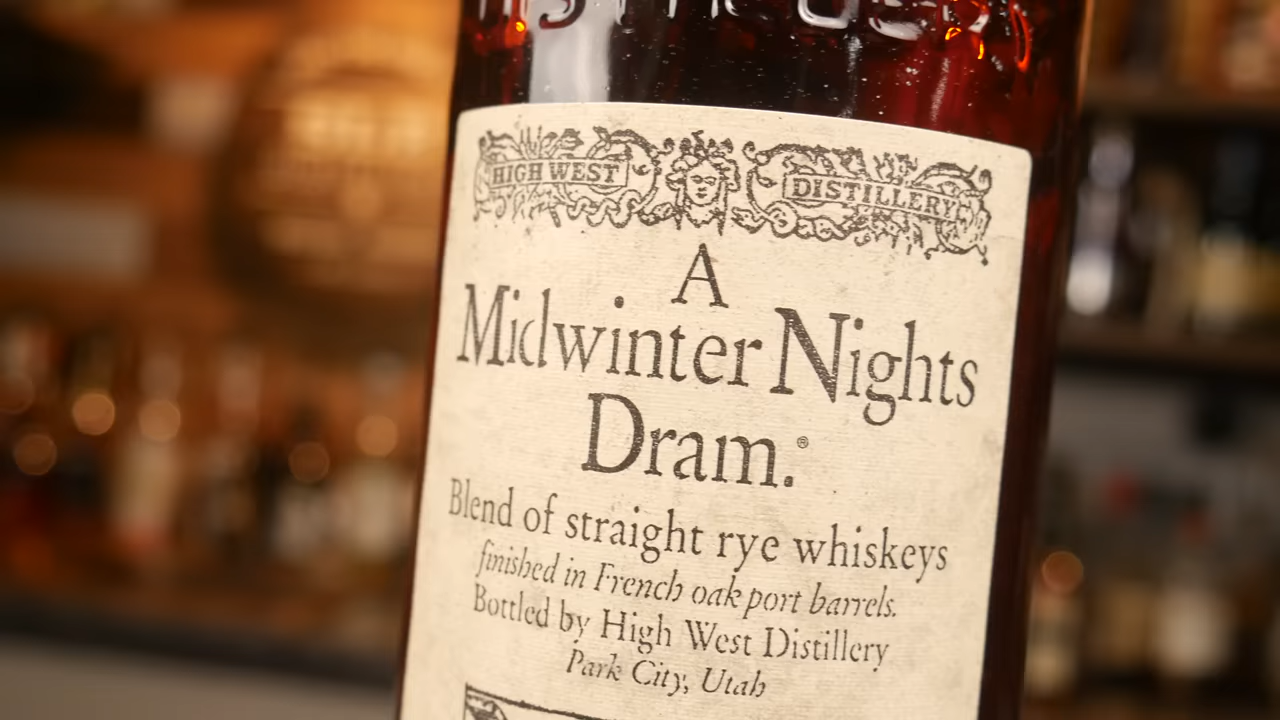 HIGH WEST DISTILLERY
A
Midwinter Nights
Dram.®
Blend of straight rye whiskeys
finished in French oak port barrels.
Bottled by High West Distillery
Park City, Utah